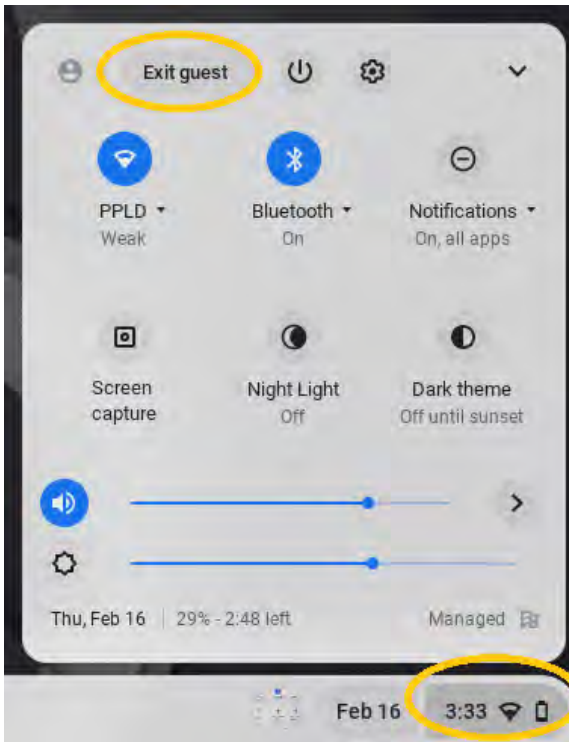 Exit guest
PPLD Bluetooth Notifications
Weak On On, all apps
Screen capture Night Light Dark theme
Off Off until sunset
Thu, Feb 16 29% - 2:48 left Managed
Feb 16 3:33